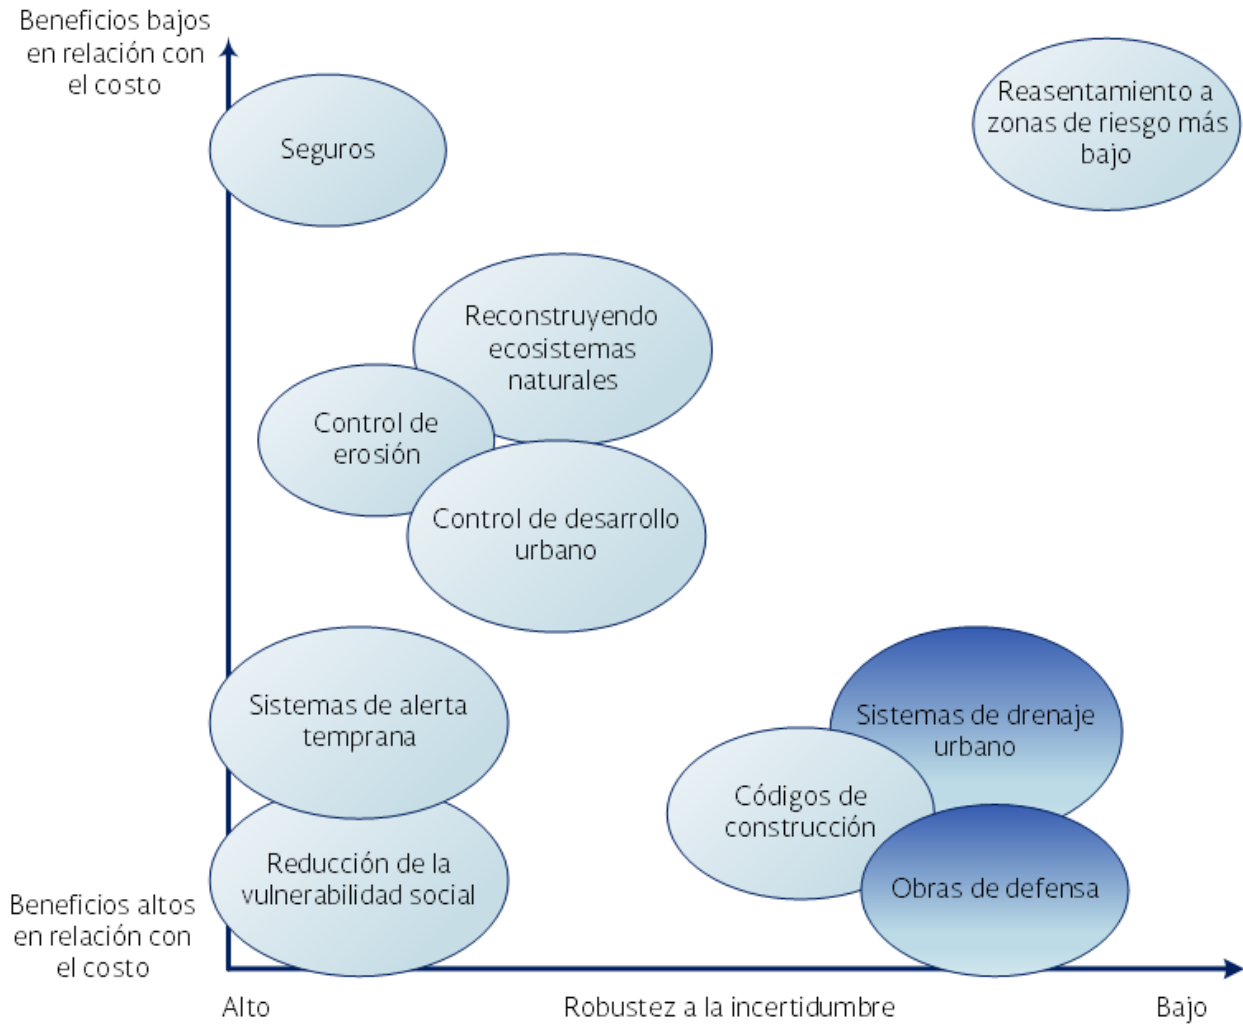 Beneficios bajos
en relación con
el costo
Seguros
Reasentamiento a
zonas de riesgo más
bajo
Reconstruyendo
ecosistemas
naturales
Control de
erosión
Control de desarrollo
urbano
Sistemas de alerta
temprana
Sistemas de drenaje
urbano
Códigos de
construcción
Reducción de la
vulnerabilidad social
Obras de defensa
Beneficios altos
en relación con
el costo
Alto
Robustez a la incertidumbre
Bajo